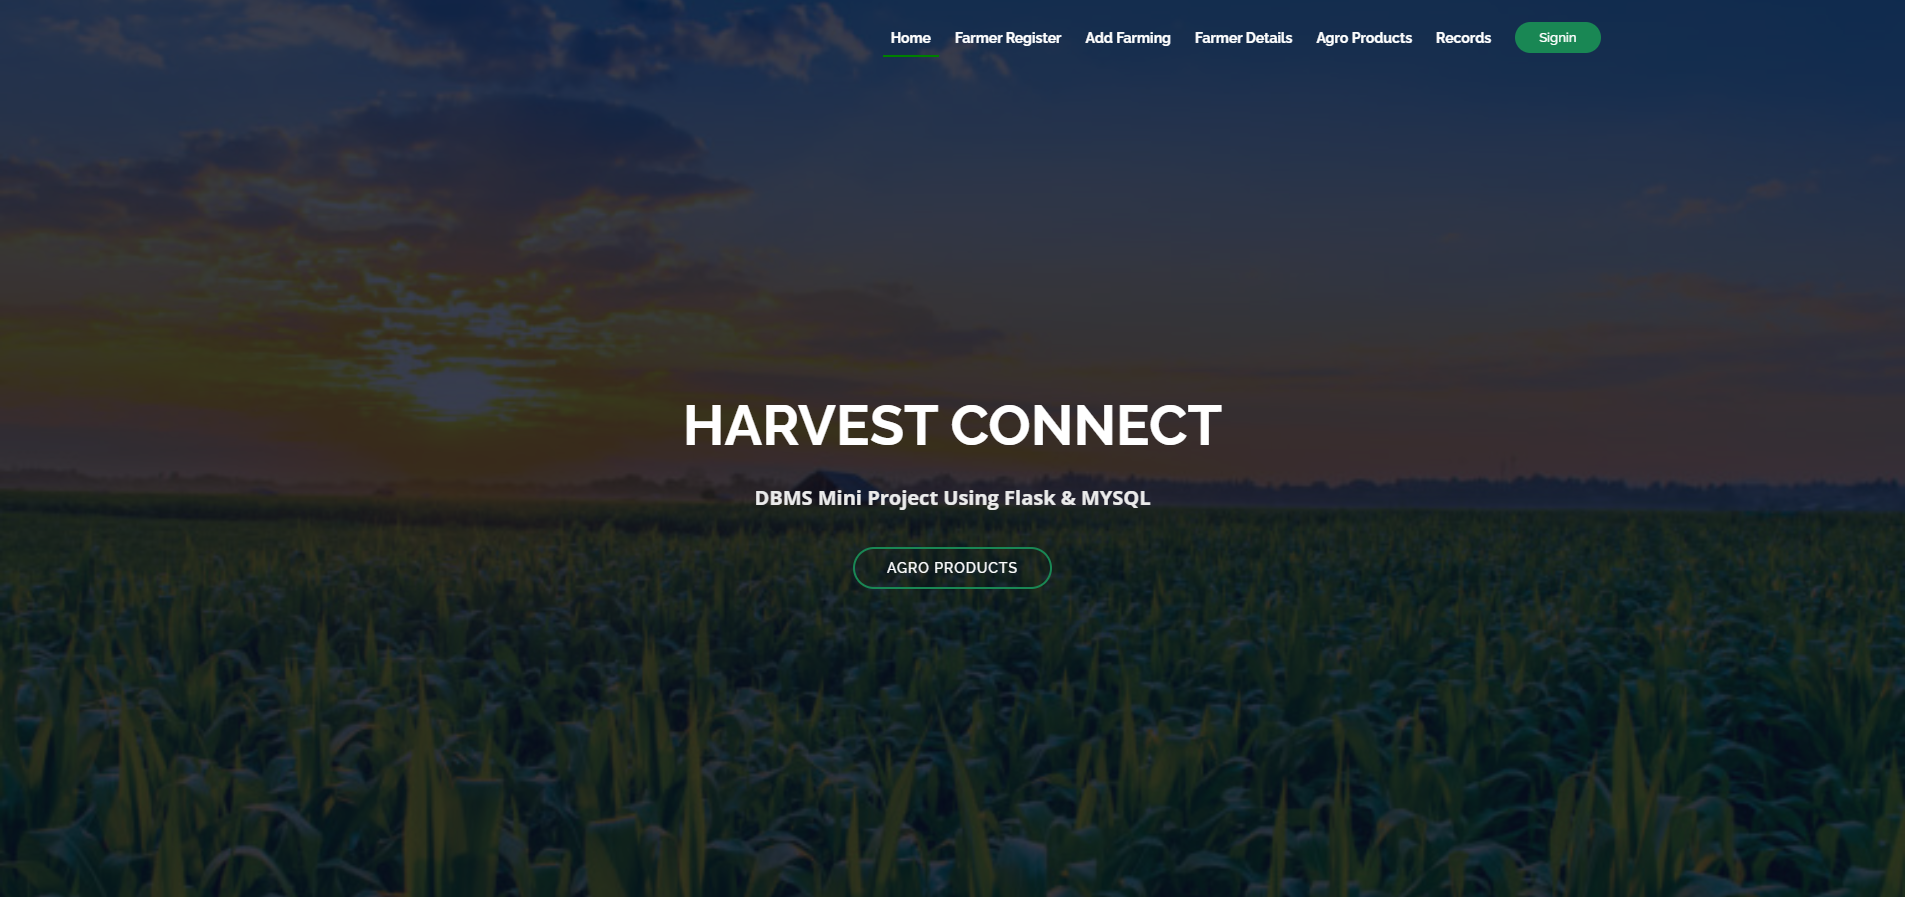 Home Farmer Register Add Farming Farmer Details Agro Products Records Signin
HARVEST CONNECT
DBMS Mini Project Using Flask & MYSQL
AGRO PRODUCTS